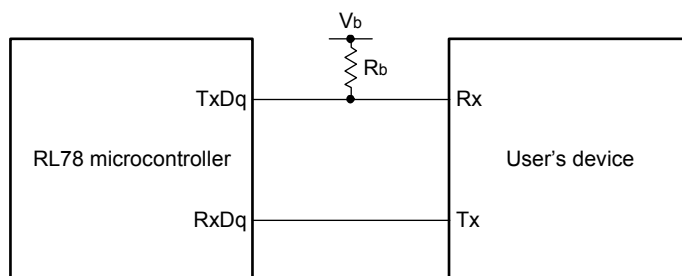 Vb
Rb
TxDq
Rx
RL78 microcontroller
User’s device
RxDq
Tx